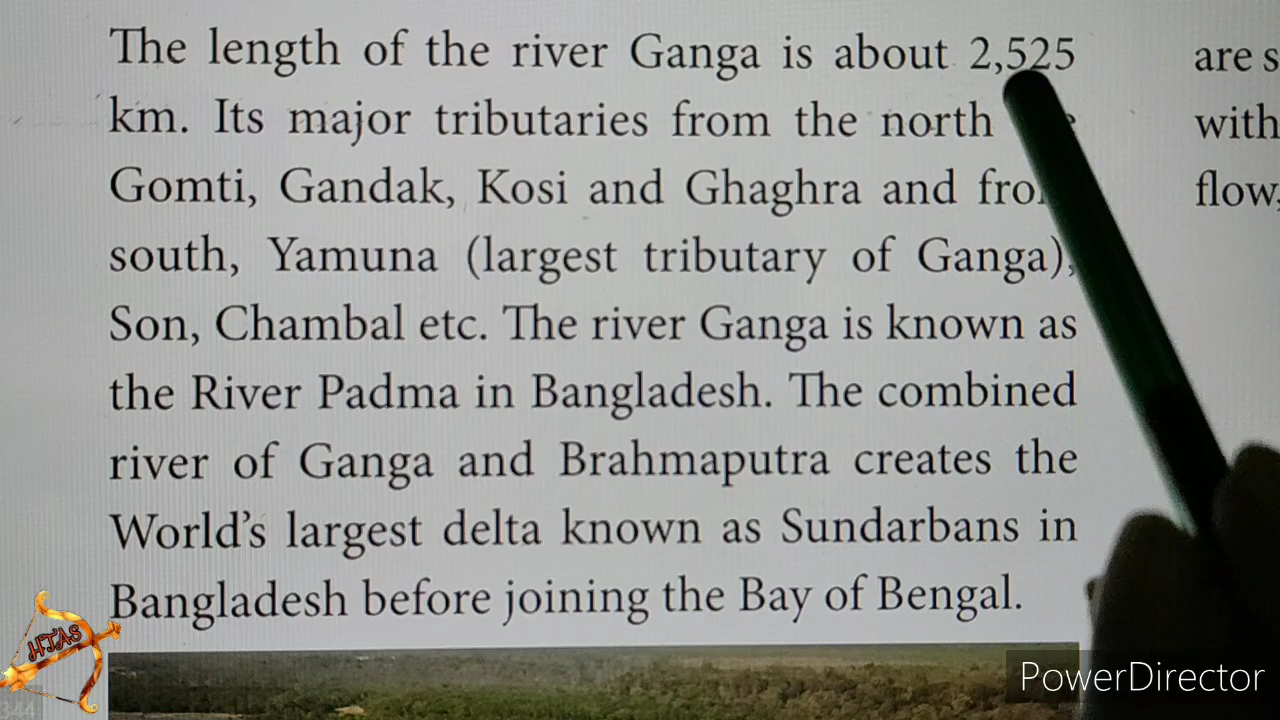 The length of the river Ganga is about 2,525
km. Its major tributaries from the north
Gomti, Gandak, Kosi and Ghaghra and
south, Yamuna (largest tributary of Ganga),
Son, Chambal etc. The river Ganga is known as
the River Padma in Bangladesh. The combined
river of Ganga and Brahmaputra creates the
World's largest delta known as Sundarbans in
Bangladesh before joining the Bay of Bengal.
are s
with
flow,
HTAS
344
PowerDirector